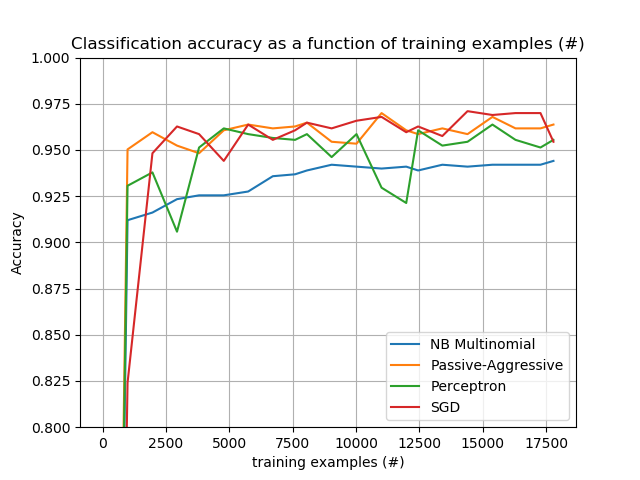 Classification accuracy as a function of training examples (#)
1.000
0.975
0.950
0.925
0.900
0.875
0.850
0.825
0.800
Accuracy
NB Multinomial
Passive-Aggressive
Perceptron
SGD
0 2500 5000 7500 10000 12500 15000 17500
training examples (#)